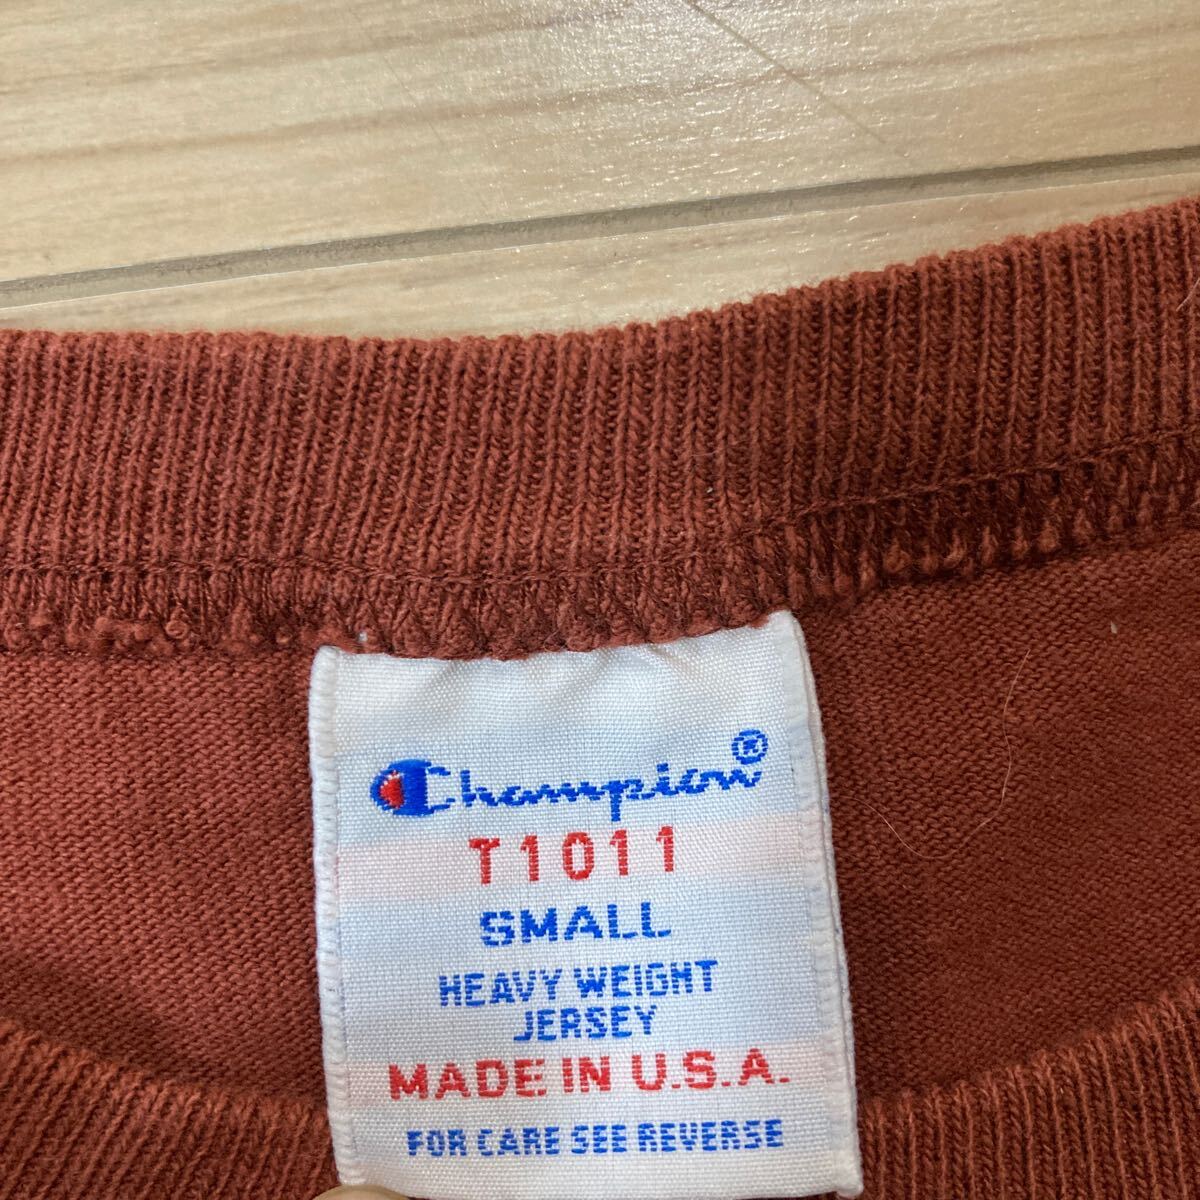 Champion®
T1011
SMALL
HEAVY WEIGHT
JERSEY
MADE IN U.S.A.
FOR CARE SEE REVERSE